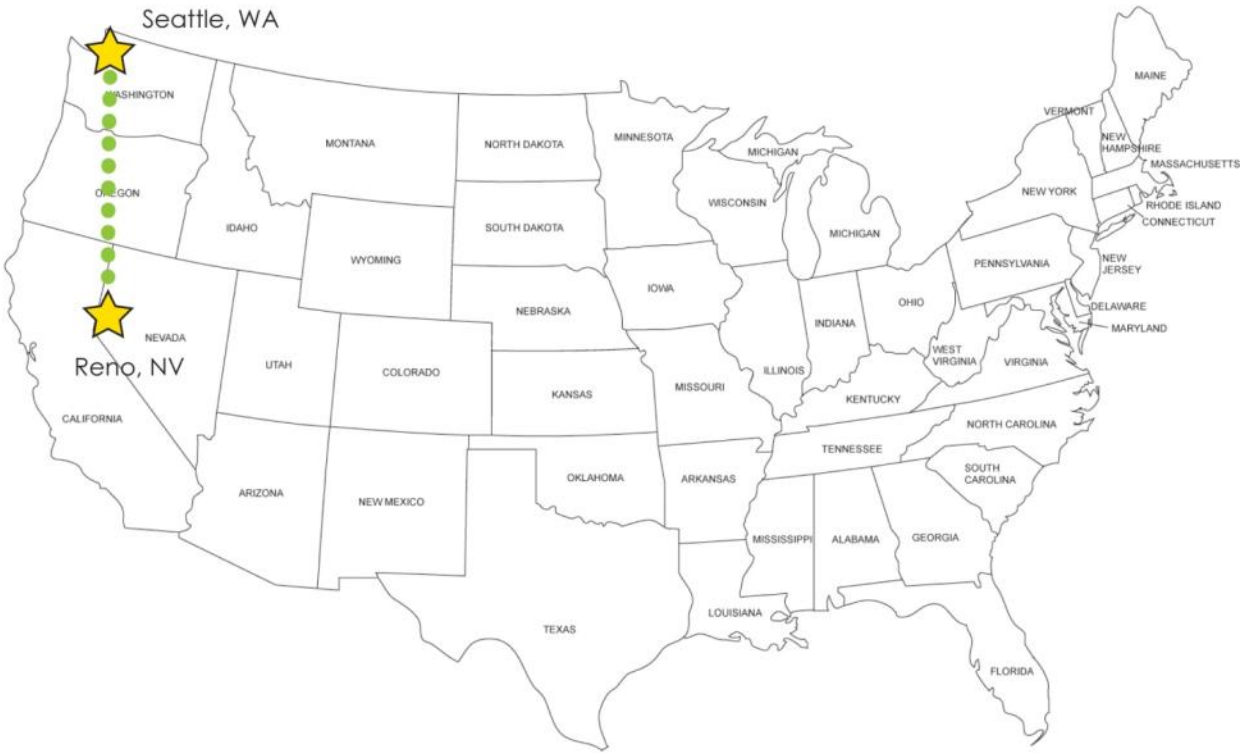 Seattle, WA
WASHINGTON
MAINE
MONTANA
NORTH DAKOTA
MINNESOTA
VERMONT
NEW
HAMPSHIRE
MICHIGAN
MASSACHUSETTS
OREGON
IDAHO
SOUTH DAKOTA
WISCONSIN
MICHIGAN
NEW YORK
RHODE ISLAND
CONNECTICUT
WYOMING
PENNSYLVANIA
NEW
JERSEY
IOWA
NEBRASKA
OHIO
DELAWARE
INDIANA
MARYLAND
NEVADA
Reno, NV
UTAH
COLORADO
KANSAS
MISSOURI
ILLINOIS
WEST
VIRGINIA
VIRGINIA
KENTUCKY
CALIFORNIA
NORTH CAROLINA
TENNESSEE
ARIZONA
NEW MEXICO
OKLAHOMA
ARKANSAS
SOUTH
CAROLINA
MISSISSIPPI
ALABAMA
GEORGIA
TEXAS
LOUISIANA
FLORIDA